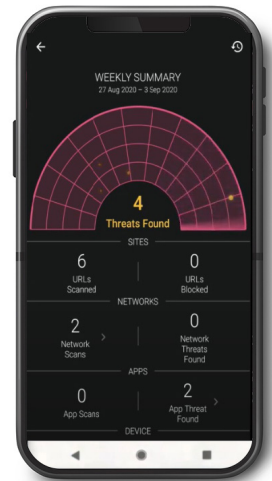 WEEKLY SUMMARY
27 Aug 2020 – 3 Sep 2020
4
Threats Found
SITES
6
URLs
Scanned
0
URLs
Blocked
NETWORKS
2
Network
Scans
0
Network
Threats
Found
APPS
0
App Scans
2
App Threat
Found
DEVICE